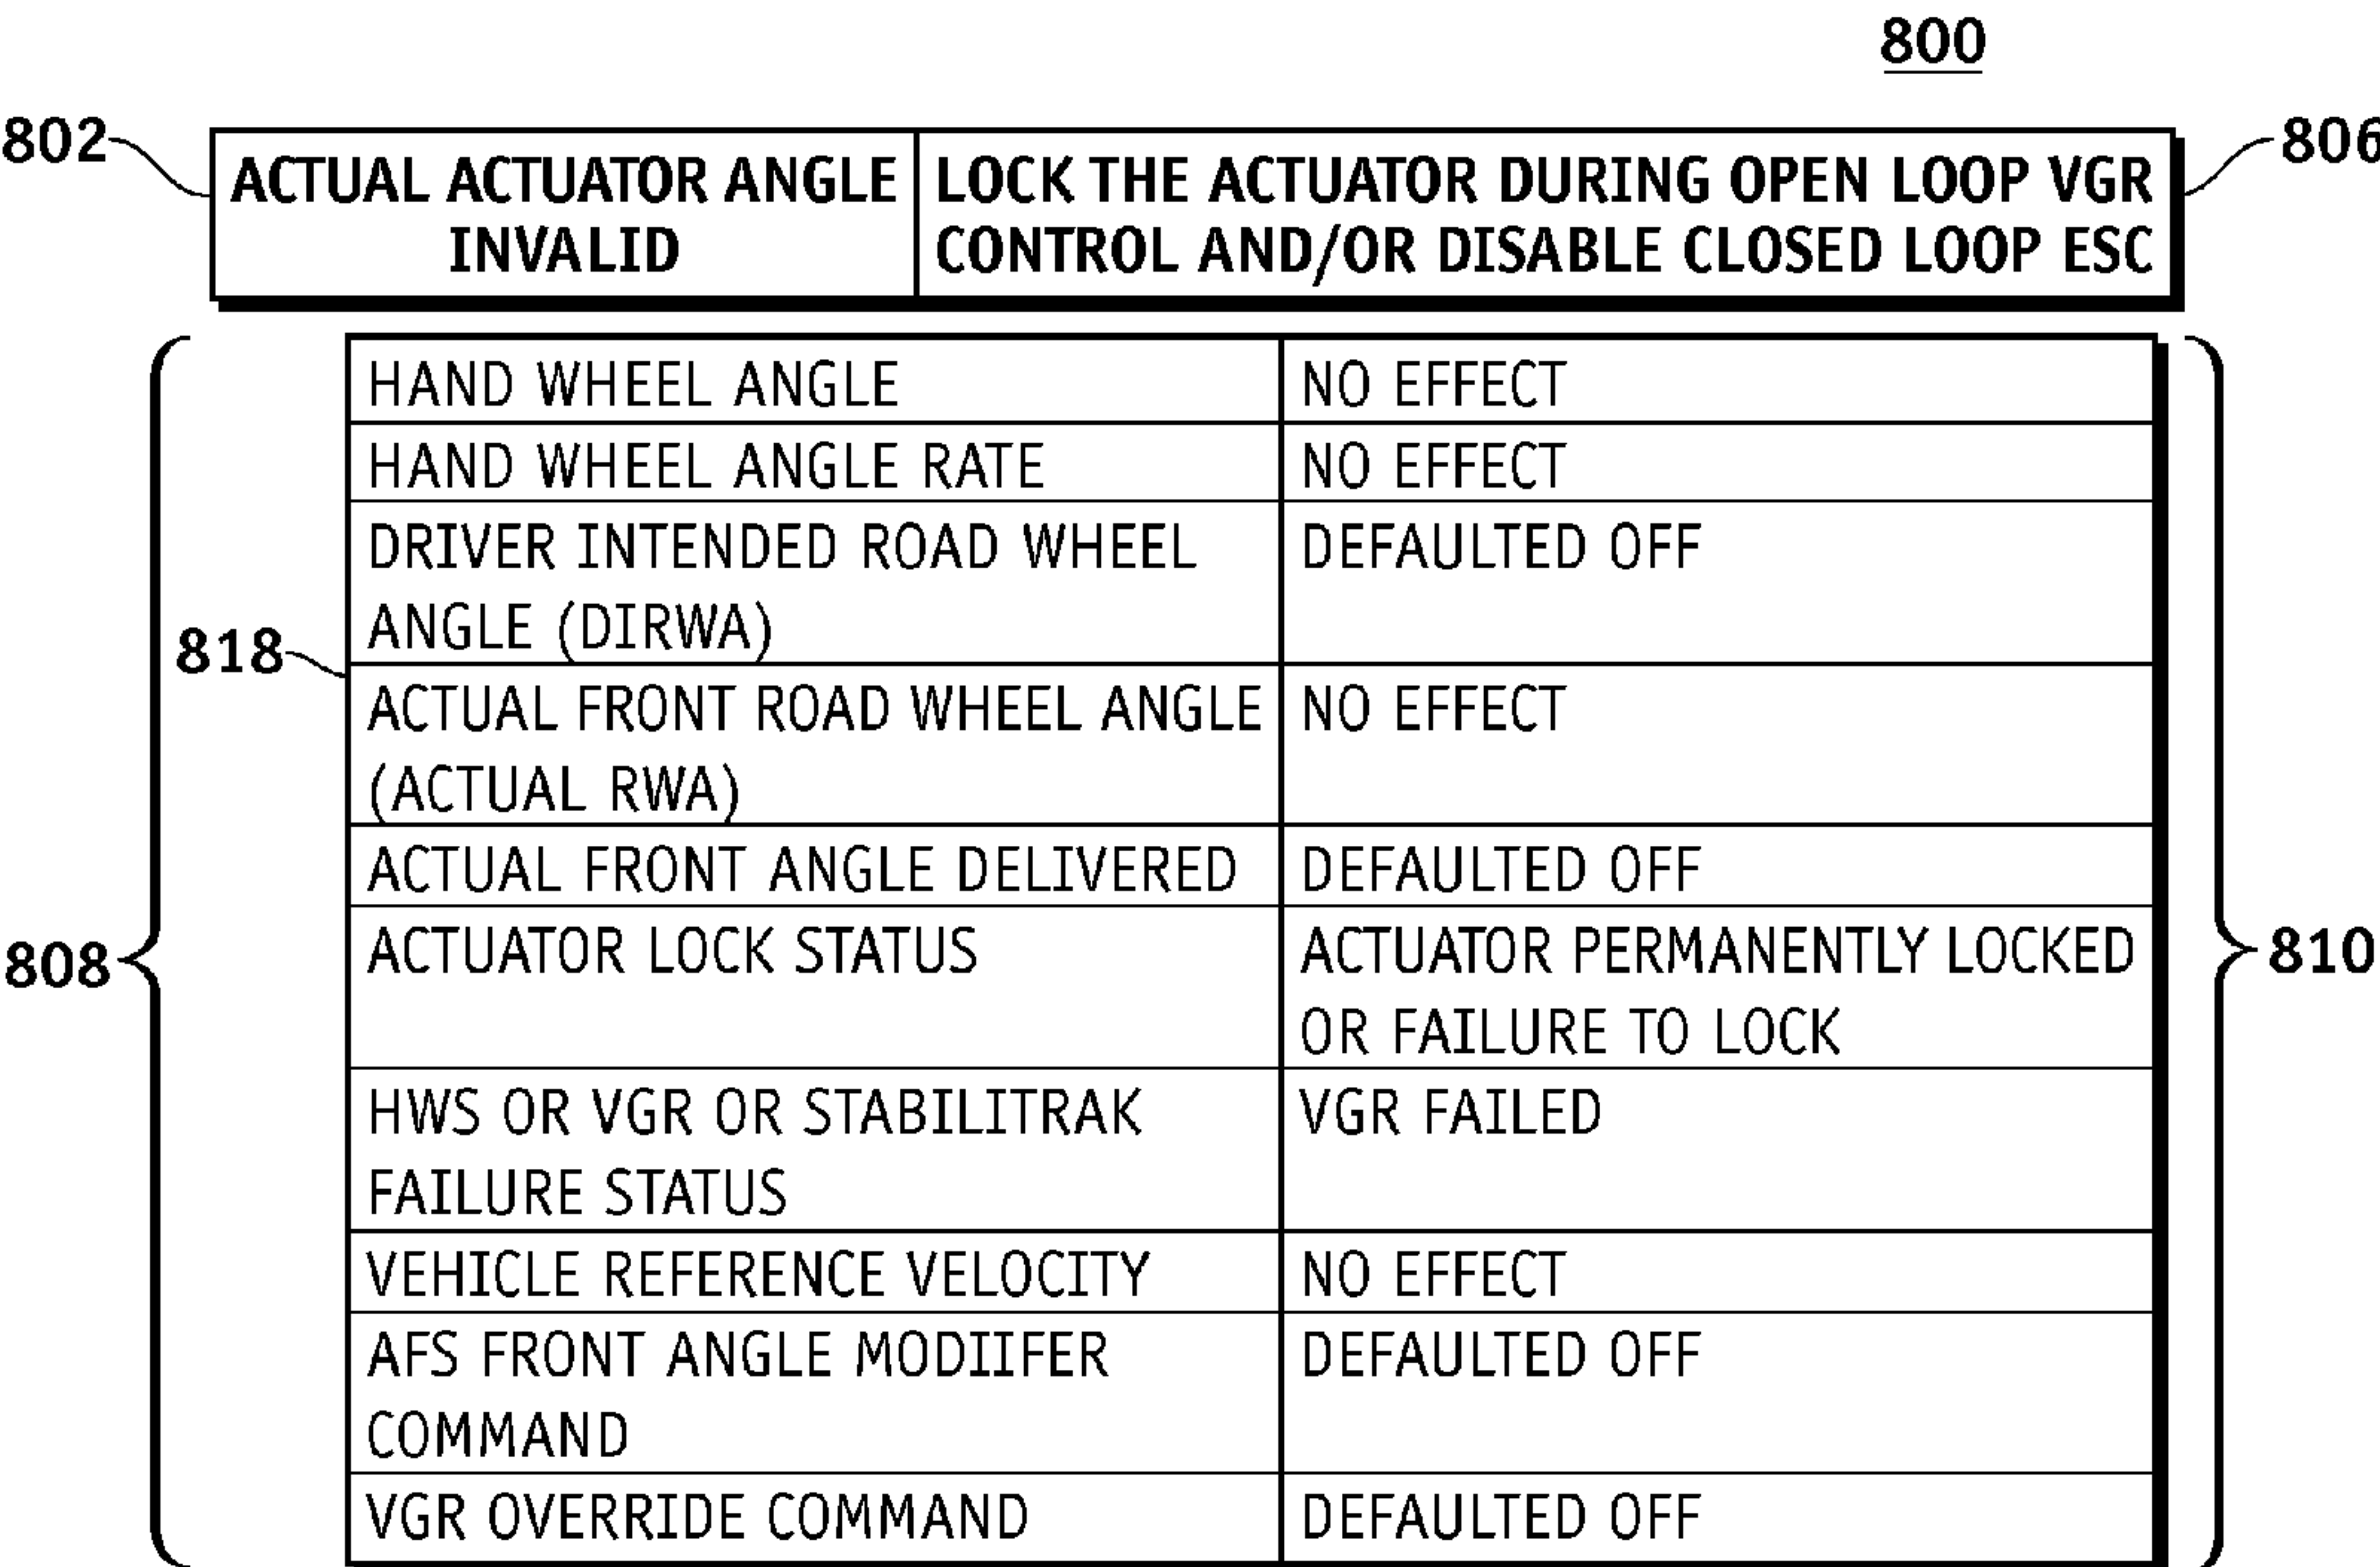 800
802
ACTUAL ACTUATOR ANGLE
INVALID
LOCK THE ACTUATOR DURING OPEN LOOP VGR
CONTROL AND/OR DISABLE CLOSED LOOP ESC
806
HAND WHEEL ANGLE
NO EFFECT
HAND WHEEL ANGLE RATE
NO EFFECT
DRIVER INTENDED ROAD WHEEL
ANGLE (DIRWA)
DEFAULTED OFF
818
ACTUAL FRONT ROAD WHEEL ANGLE
(ACTUAL RWA)
NO EFFECT
ACTUAL FRONT ANGLE DELIVERED
DEFAULTED OFF
808
ACTUATOR LOCK STATUS
ACTUATOR PERMANENTLY LOCKED
OR FAILURE TO LOCK
810
HWS OR VGR OR STABILITRAK
FAILURE STATUS
VGR FAILED
VEHICLE REFERENCE VELOCITY
NO EFFECT
AFS FRONT ANGLE MODIIFER
COMMAND
DEFAULTED OFF
VGR OVERRIDE COMMAND
DEFAULTED OFF